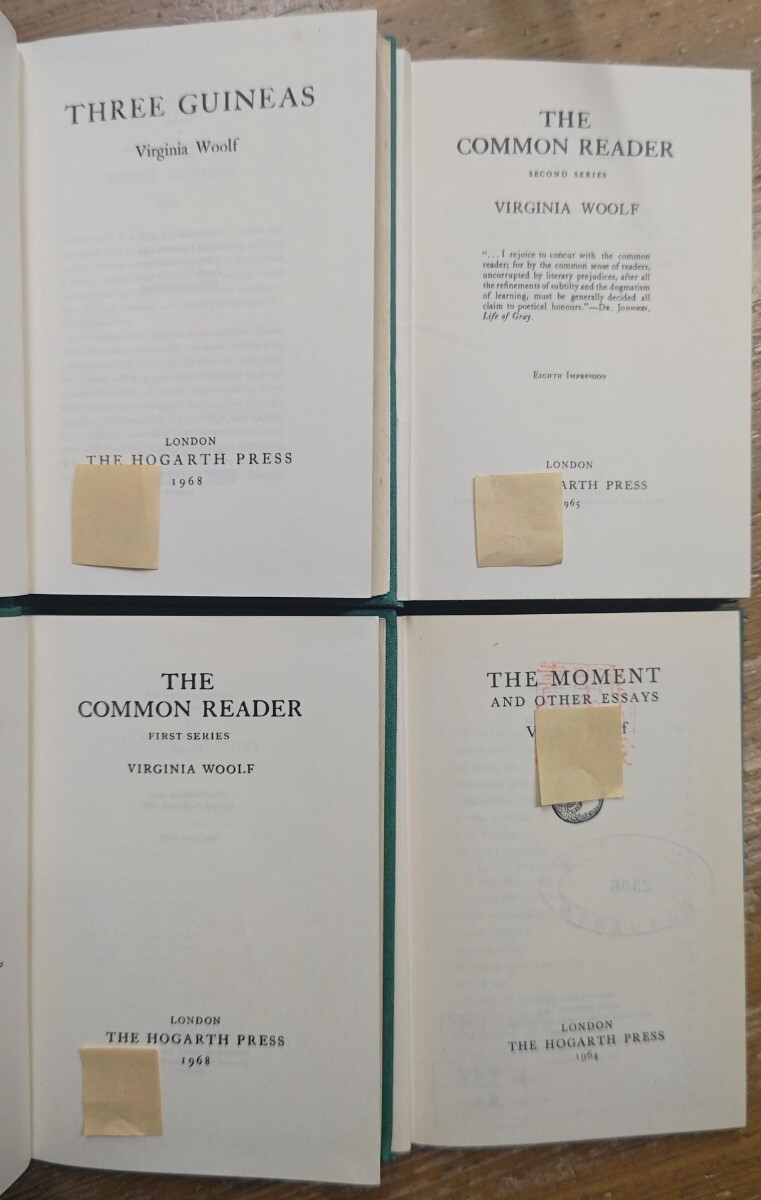 THREE GUINEAS
Virginia Woolf
LONDON
THE HOGARTH PRESS
1968
THE
COMMON READER
SECOND SERIES
VIRGINIA WOOLF
"...I rejoice to concur with the common
reader; for by the common sense of readers,
uncorrupted by literary prejudices, after all
the refinements of subtilty and the dogmatism
of learning, must be generally decided all
claim to poetical honours."—DR. JOHNSON,
Life of Gray.
EIGHTH IMPRESSION
LONDON
ARTH PRESS
965
THE
COMMON READER
FIRST SERIES
VIRGINIA WOOLF
LONDON
THE HOGARTH PRESS
1968
THE MOMENT
AND OTHER ESSAYS
V f
2396
LONDON
THE HOGARTH PRESS
1964